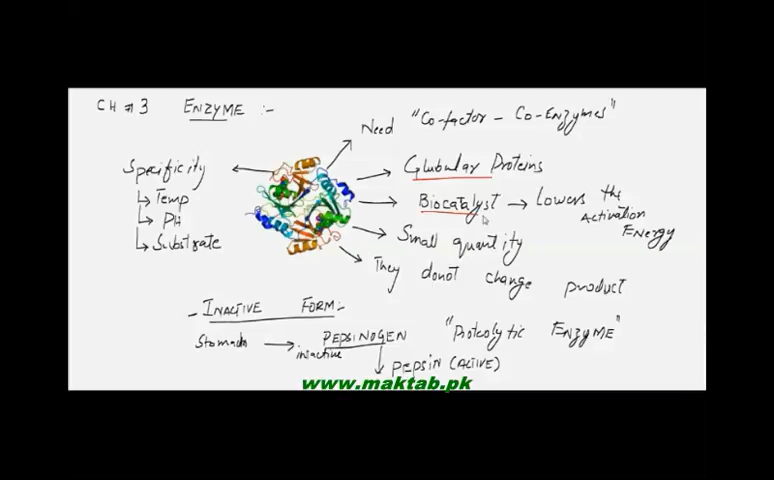 CH # 3 ENZYME :-
Need "Co-factor - Co-Enzymes"
Specificity
Temp
PH
Substrate
Globular Proteins
Biocatalyst → Lowers the
Activation
Energy
Small quantity
They donot change product
- INACTIVE FORM:-
Stomach → PEPSINOGEN "Proteolytic ENZYME"
inactive
PEPSIN (ACTIVE)
www.maktab.pk